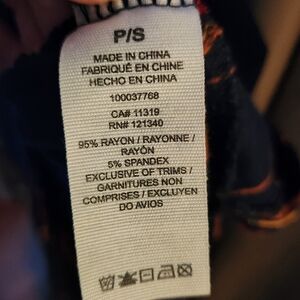 P/S
MADE IN CHINA
FABRIQUÉ EN CHINE
HECHO EN CHINA
100037768
CA# 11319
RN# 121340
95% RAYON / RAYONNE /
RAYÓN
5% SPANDEX
EXCLUSIVE OF TRIMS /
GARNITURES NON
COMPRISES / EXCLUYEN
DO AVIOS